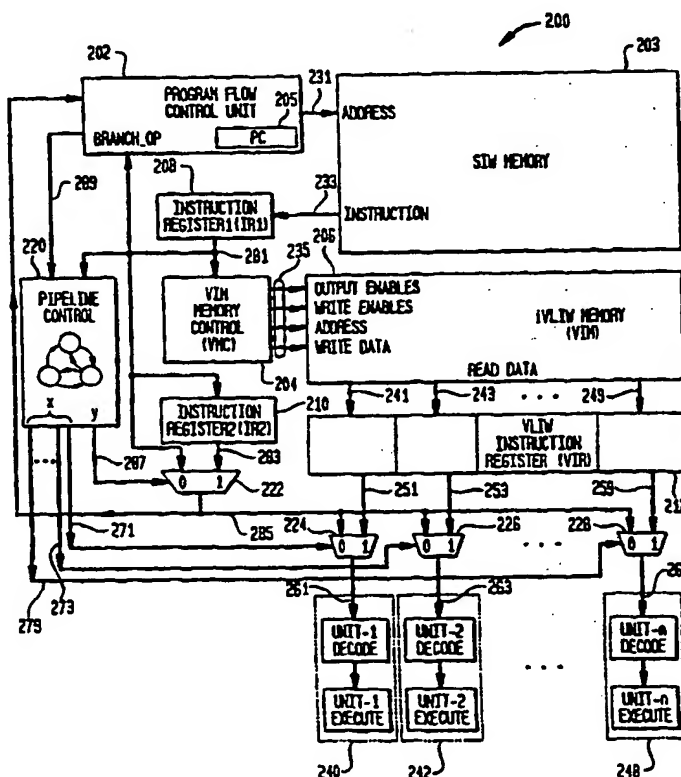 200
202
203
PROGRAM FLOW
CONTROL UNIT
205
PC
BRANCH_OP
231
ADDRESS
SIW MEMORY
289
208
INSTRUCTION
REGISTER1(IR1)
233
INSTRUCTION
220
281
235
206
PIPELINE
CONTROL
x
y
VIM
MEMORY
CONTROL
(VMC)
204
OUTPUT ENABLES
WRITE ENABLES
ADDRESS
WRITE DATA
iVLIW MEMORY
(VIM)
READ DATA
241
243
...
249
210
INSTRUCTION
REGISTER2(IR2)
VLIW
INSTRUCTION
REGISTER (VIR)
287
283
0 1
222
251
253
259
271
285
224
0 1
226
0 1
...
228
0 1
279
273
261
263
UNIT-1
DECODE
UNIT-2
DECODE
UNIT-n
DECODE
...
UNIT-1
EXECUTE
UNIT-2
EXECUTE
UNIT-n
EXECUTE
240
242
248